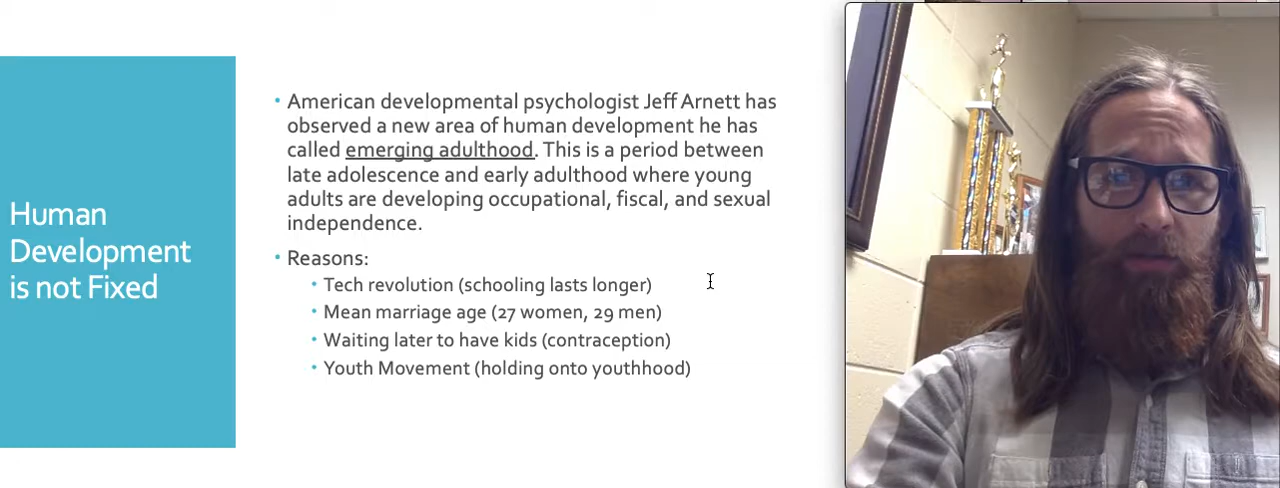 Human
Development
is not Fixed
• American developmental psychologist Jeff Arnett has
observed a new area of human development he has
called emerging adulthood. This is a period between
late adolescence and early adulthood where young
adults are developing occupational, fiscal, and sexual
independence.
• Reasons:
• Tech revolution (schooling lasts longer)
• Mean marriage age (27 women, 29 men)
• Waiting later to have kids (contraception)
• Youth Movement (holding onto youthhood)